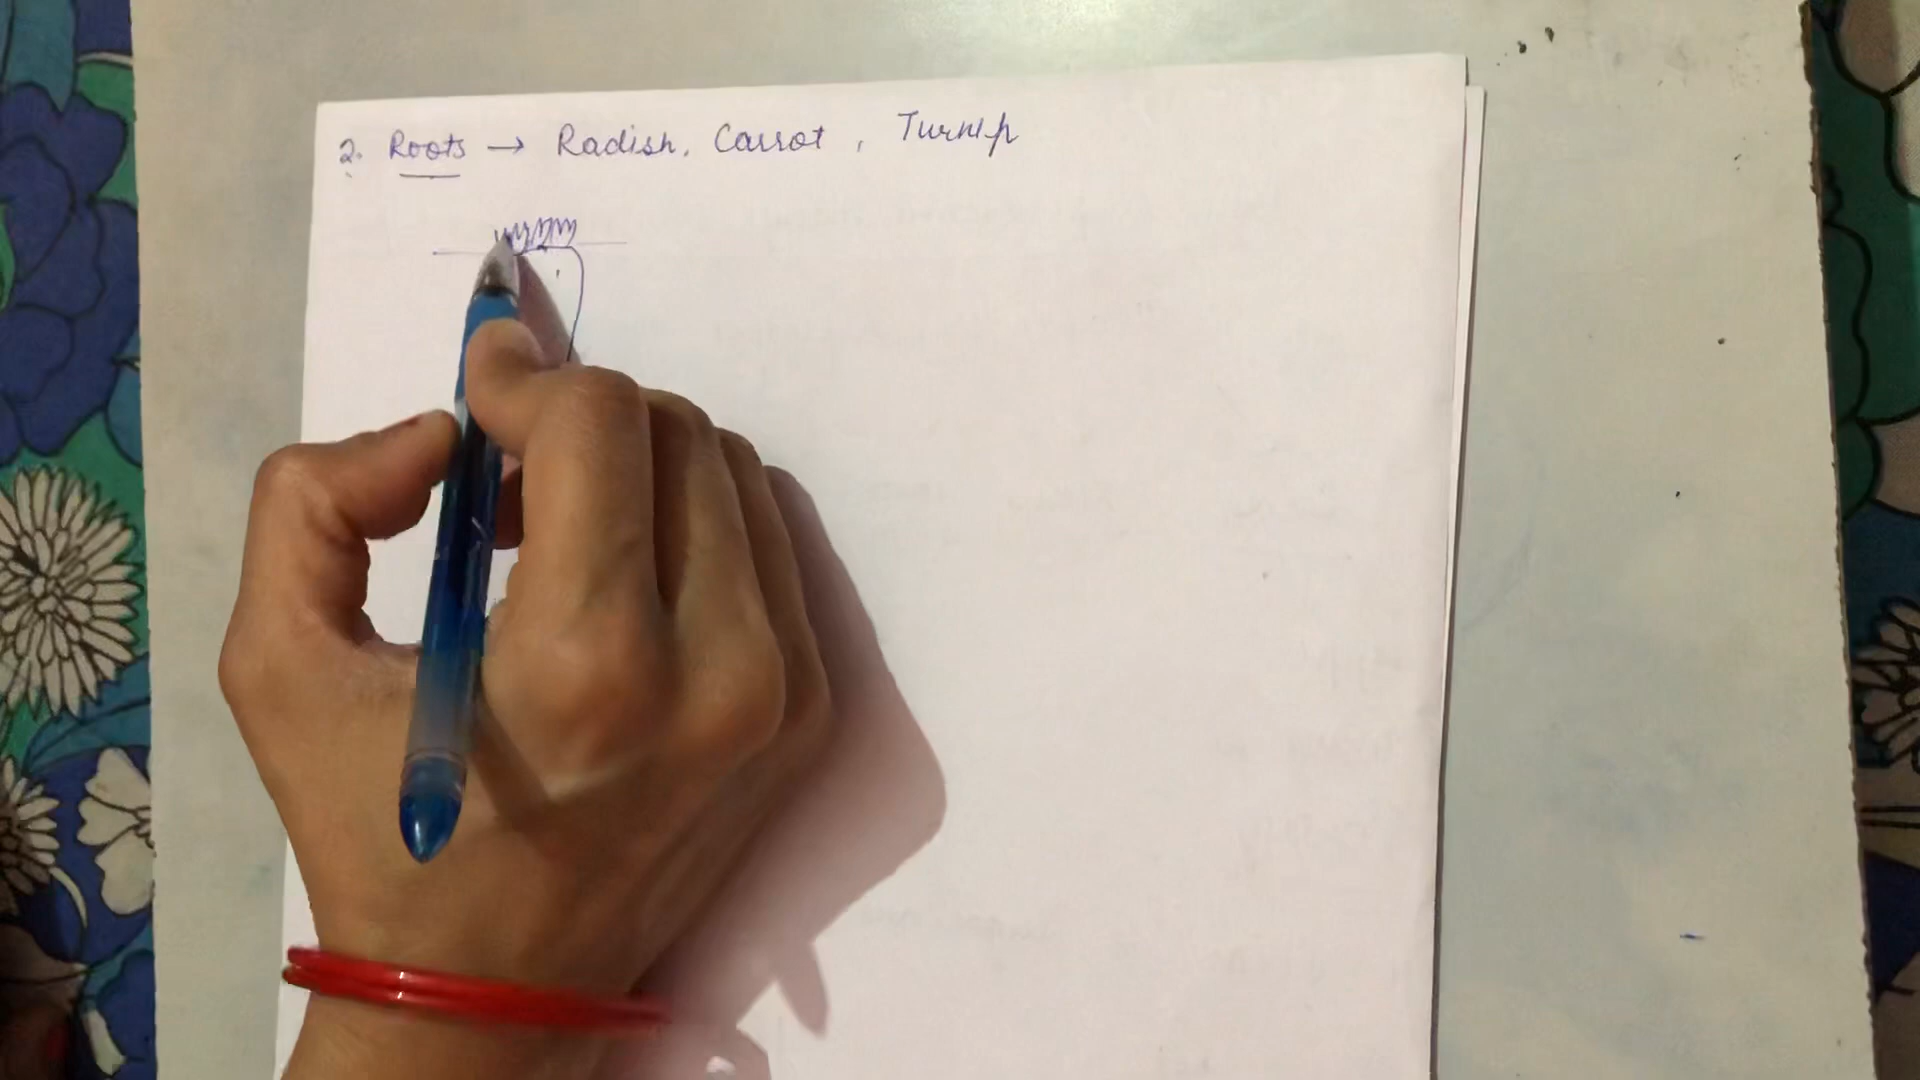 2. Roots → Radish, Carrot, Turnip